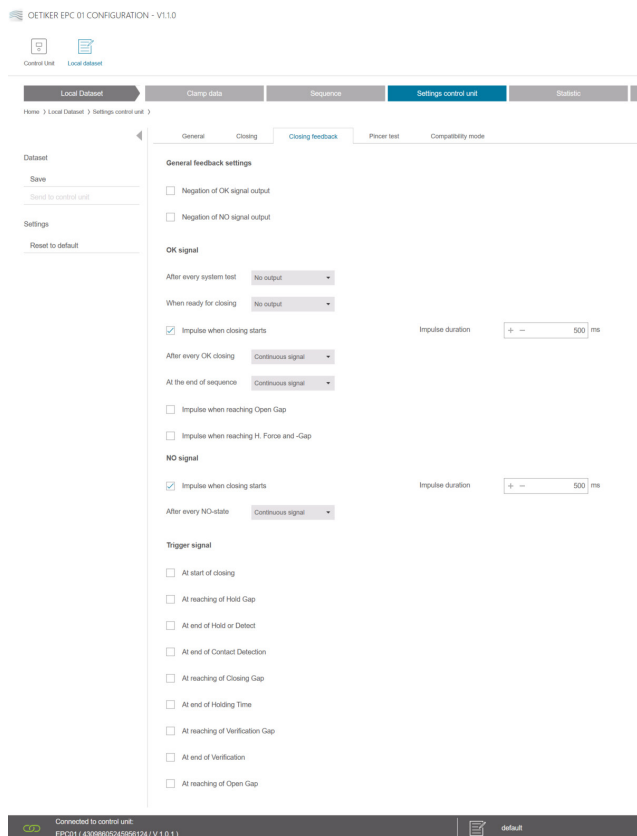 OETIKER EPC 01 CONFIGURATION - V1.1.0
Control Unit Local dataset
Local Dataset Clamp data Sequence Settings control unit Statistic
Home > Local Dataset > Settings control unit >
General Closing Closing feedback Pincer test Compatibility mode
Dataset
Save
Send to control unit
Settings
Reset to default
General feedback settings
Negation of OK signal output
Negation of NO signal output
OK signal
After every system test No output
When ready for closing No output
Impulse when closing starts Impulse duration + − 500 ms
After every OK closing Continuous signal
At the end of sequence Continuous signal
Impulse when reaching Open Gap
Impulse when reaching H. Force and -Gap
NO signal
Impulse when closing starts Impulse duration + − 500 ms
After every NO-state Continuous signal
Trigger signal
At start of closing
At reaching of Hold Gap
At end of Hold or Detect
At end of Contact Detection
At reaching of Closing Gap
At end of Holding Time
At reaching of Verification Gap
At end of Verification
At reaching of Open Gap
Connected to control unit:
EPC01 ( 43098605245956124 / V 1.0.1 )
default